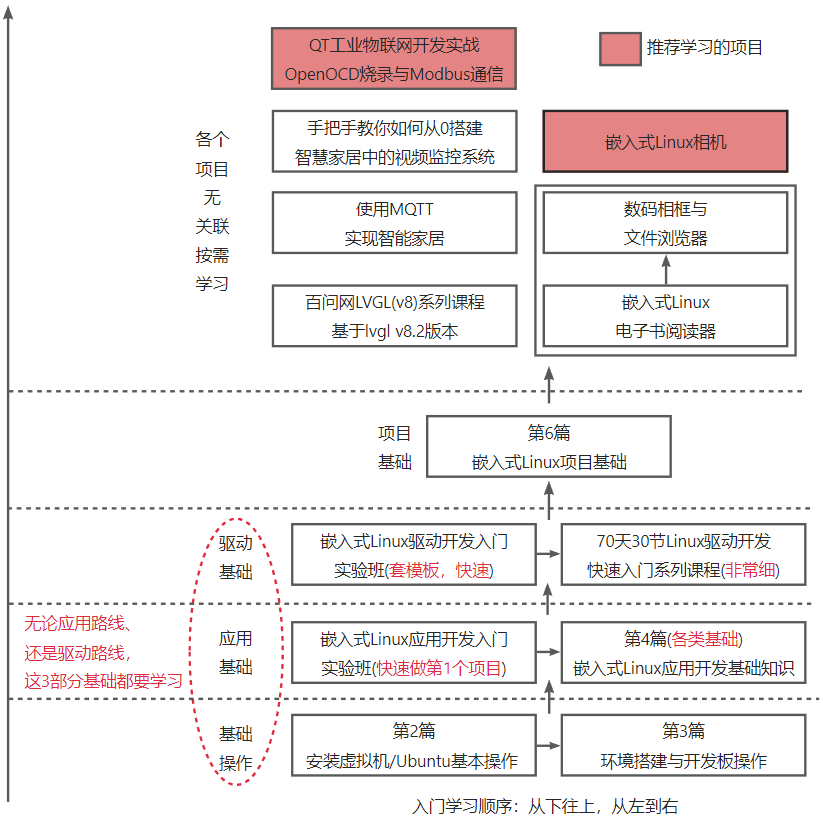 QT工业物联网开发实战
OpenOCD烧录与Modbus通信
推荐学习的项目
各个
项目
无
关联
按需
学习
手把手教你如何从0搭建
智慧家居中的视频监控系统
嵌入式Linux相机
使用MQTT
实现智能家居
数码相框与
文件浏览器
百问网LVGL(v8)系列课程
基于lvgl v8.2版本
嵌入式Linux
电子书阅读器
项目
基础
第6篇
嵌入式Linux项目基础
驱动
基础
嵌入式Linux驱动开发入门
实验班(套模板，快速)
70天30节Linux驱动开发
快速入门系列课程(非常细)
无论应用路线、
还是驱动路线，
这3部分基础都要学习
应用
基础
嵌入式Linux应用开发入门
实验班(快速做第1个项目)
第4篇(各类基础)
嵌入式Linux应用开发基础知识
基础
操作
第2篇
安装虚拟机/Ubuntu基本操作
第3篇
环境搭建与开发板操作
入门学习顺序：从下往上，从左到右